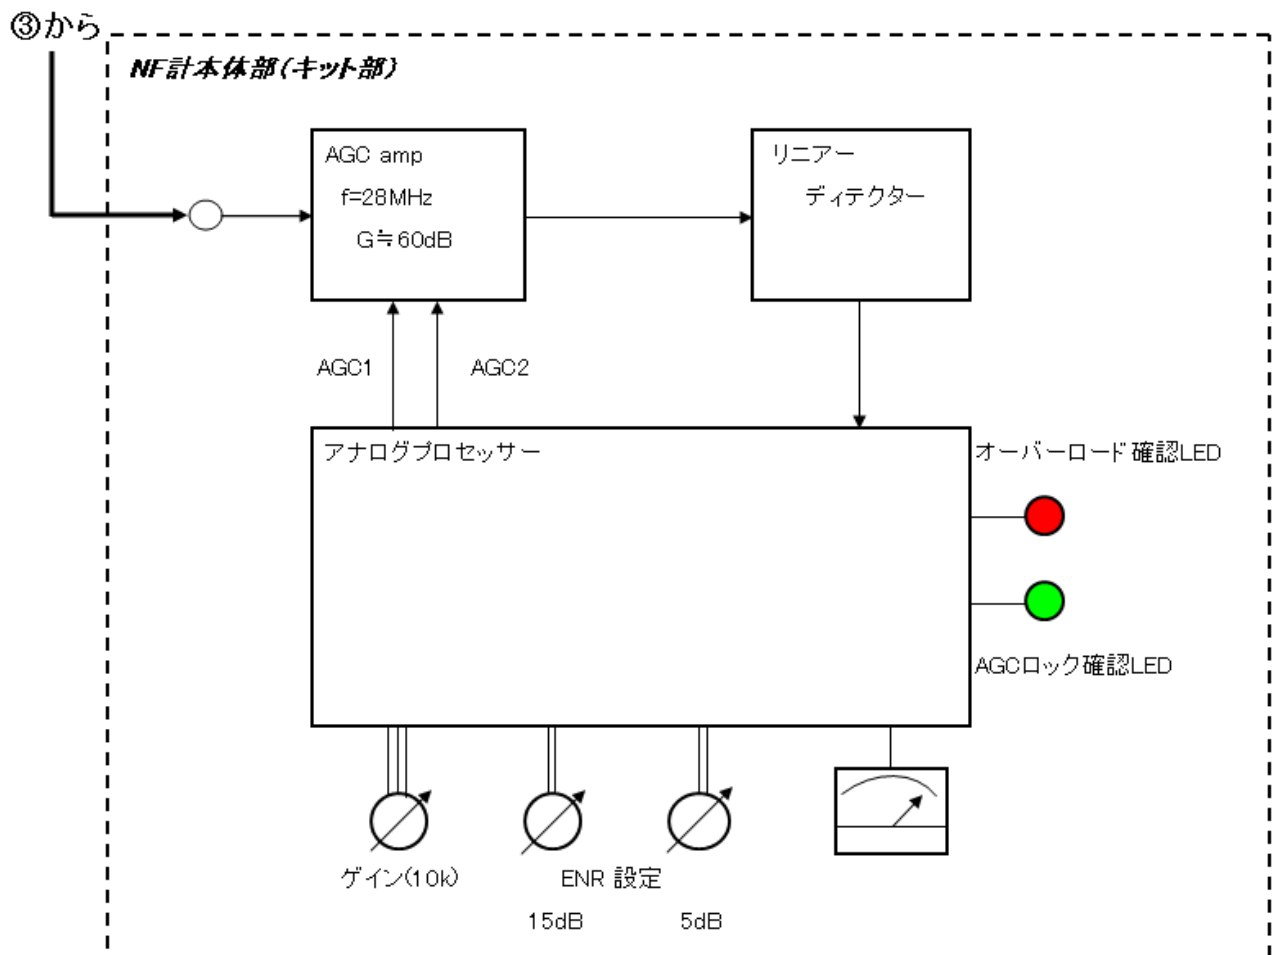 ③から
NF計本体部(キット部)
AGC amp
f=28MHz
G≒60dB
リニアー
ディテクター
AGC1
AGC2
アナログプロセッサー
オーバーロード確認LED
AGCロック確認LED
ゲイン(10k)
ENR 設定
15dB
5dB